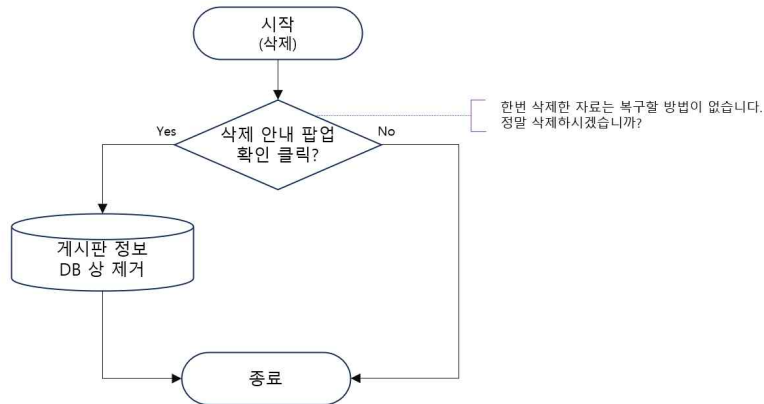 시작
(삭제)
한번 삭제한 자료는 복구할 방법이 없습니다.
정말 삭제하시겠습니까?
Yes
삭제 안내 팝업
확인 클릭?
No
게시판 정보
DB 상 제거
종료